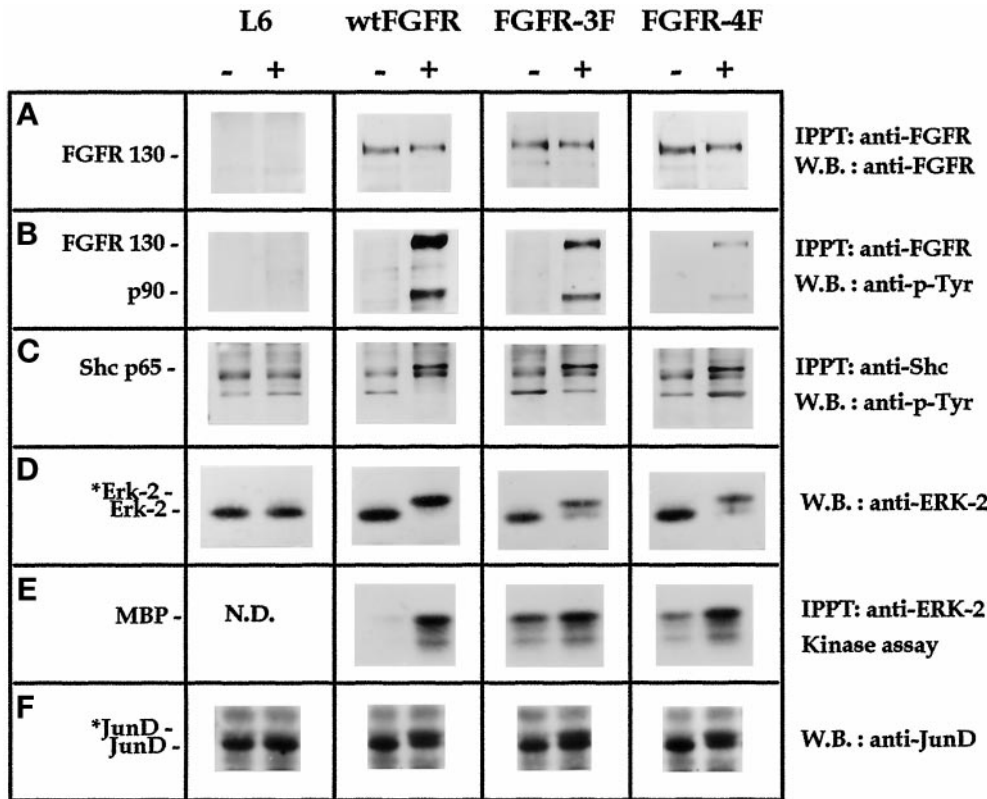 L6 wtFGFR FGFR-3F FGFR-4F
- + - + - + - +
A
FGFR 130 -
IPPT: anti-FGFR
W.B. : anti-FGFR
B
FGFR 130 -
p90 -
IPPT: anti-FGFR
W.B. : anti-p-Tyr
C
Shc p65 -
IPPT: anti-Shc
W.B. : anti-p-Tyr
D
*Erk-2 -
Erk-2 -
W.B. : anti-ERK-2
E
MBP -
N.D.
IPPT: anti-ERK-2
Kinase assay
F
*JunD -
JunD -
W.B. : anti-JunD